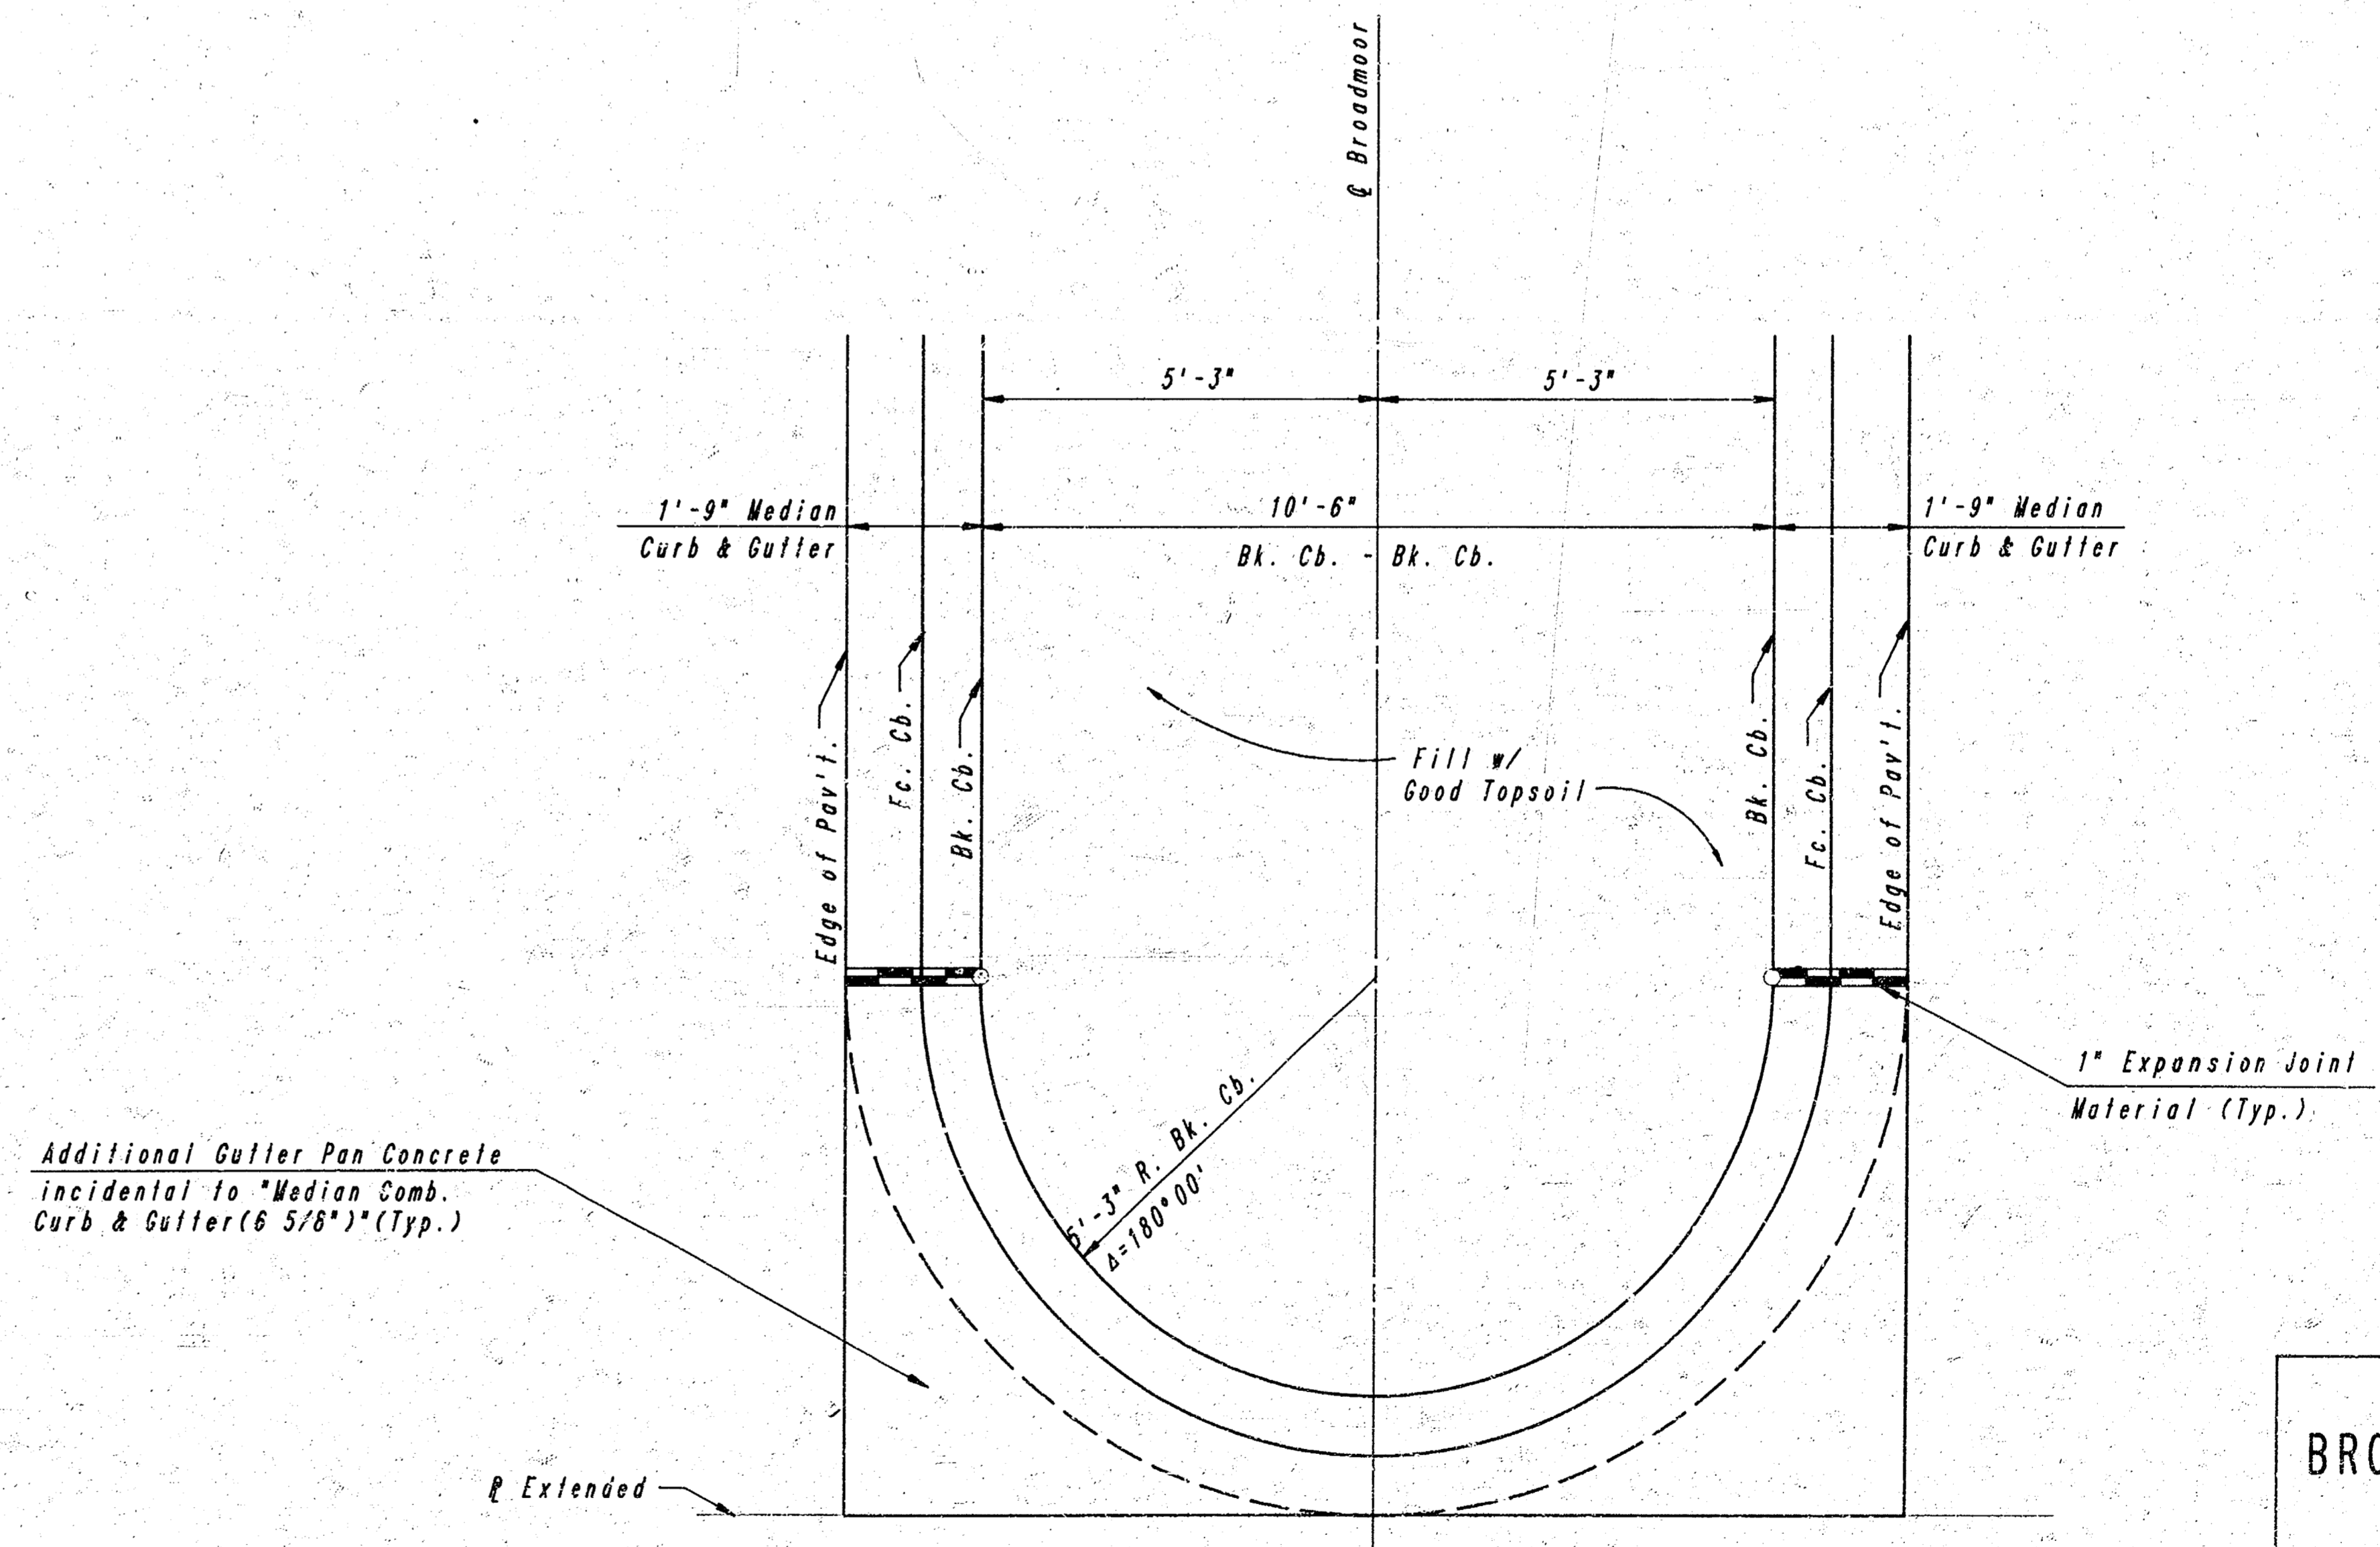 ℄ Broadmoor
5'-3"
5'-3"
1'-9" Median
Curb & Gutter
10'-6"
Bk. Cb. - Bk. Cb.
1'-9" Median
Curb & Gutter
Edge of Pav't.
Fc. Cb.
Bk. Cb.
Fill w/
Good Topsoil
Bk. Cb.
Fc. Cb.
Edge of Pav't.
5'-3" R. Bk. Cb.
Δ=180°00'
1" Expansion Joint
Material (Typ.)
Additional Gutter Pan Concrete
incidental to "Median Comb.
Curb & Gutter(6 5/8")"(Typ.)
℄ Extended